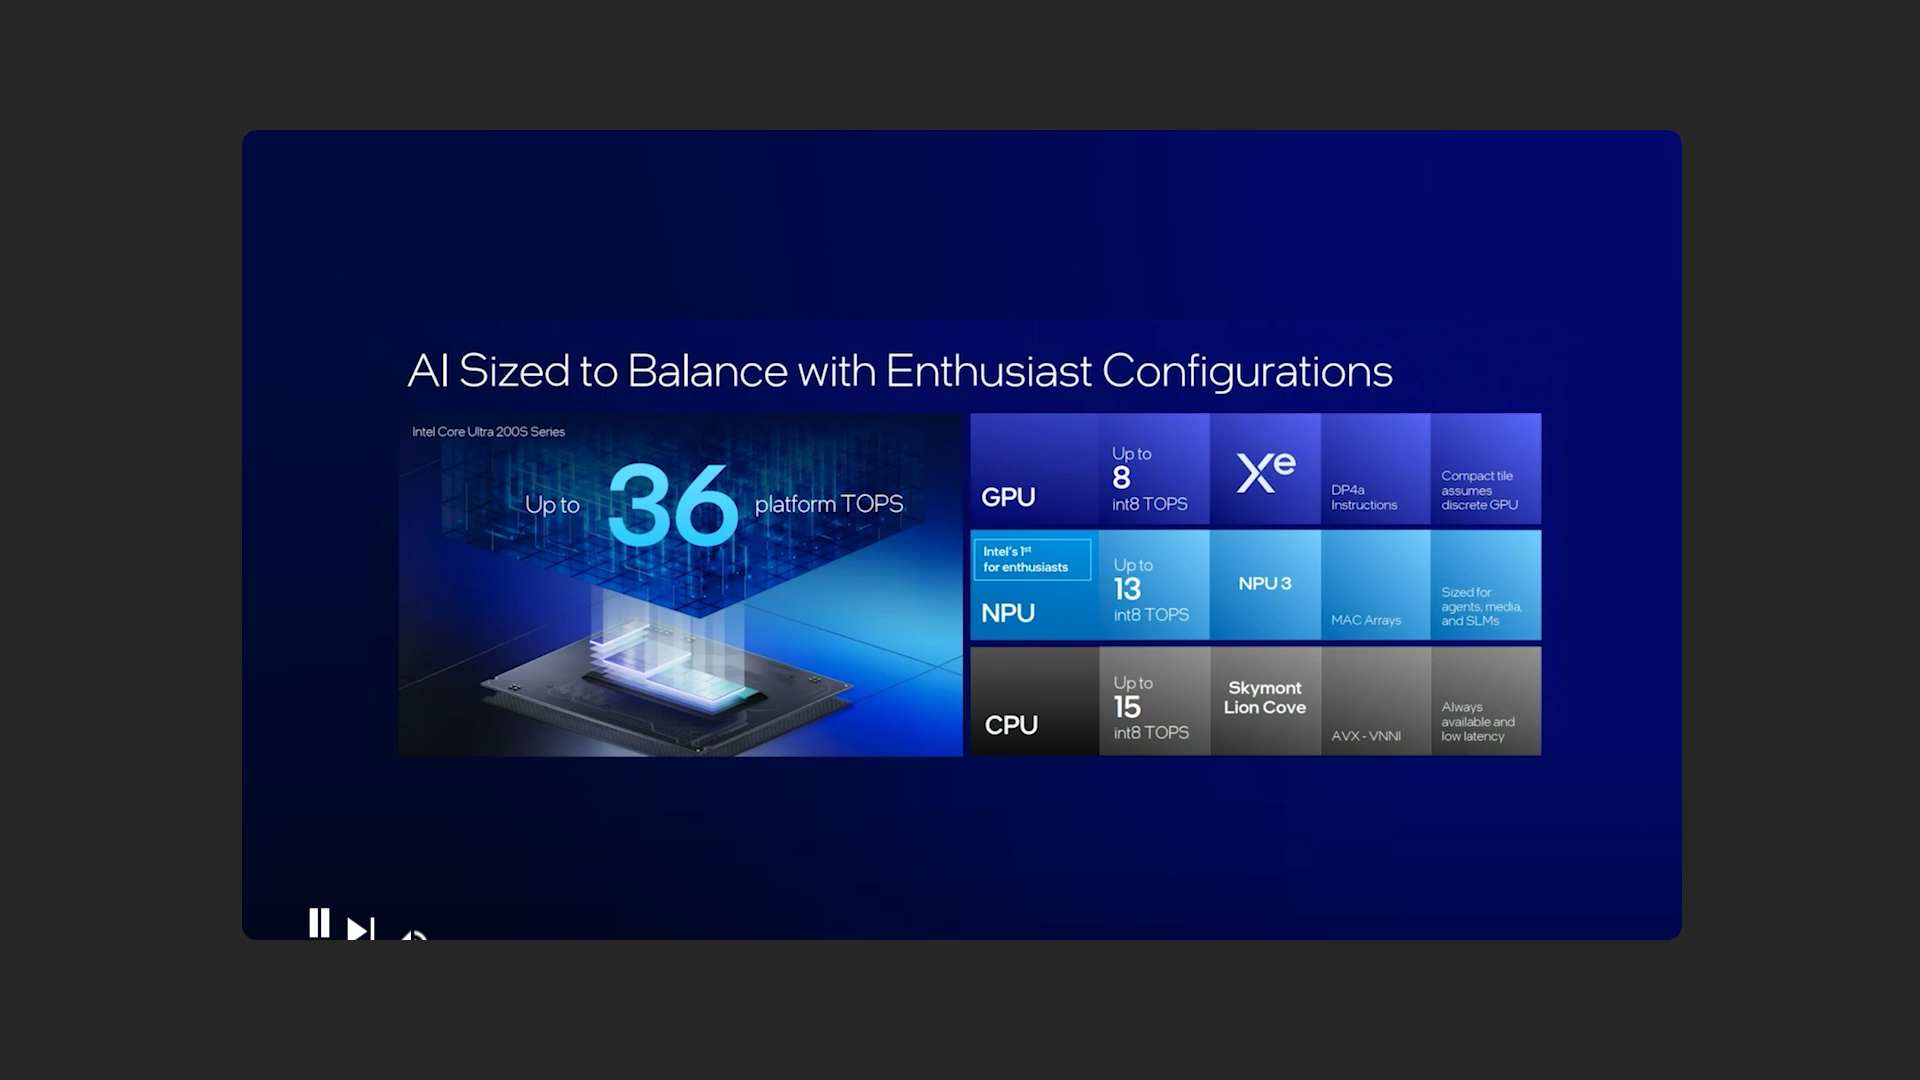 AI Sized to Balance with Enthusiast Configurations
Intel Core Ultra 200S Series
Up to 36 platform TOPS
GPU
Up to
8
int8 TOPS
Xe
DP4a
Instructions
Compact tile
assumes
discrete GPU
Intel's 1st
for enthusiasts
NPU
Up to
13
int8 TOPS
NPU 3
MAC Arrays
Sized for
agents, media,
and SLMs
CPU
Up to
15
int8 TOPS
Skymont
Lion Cove
AVX - VNNI
Always
available and
low latency